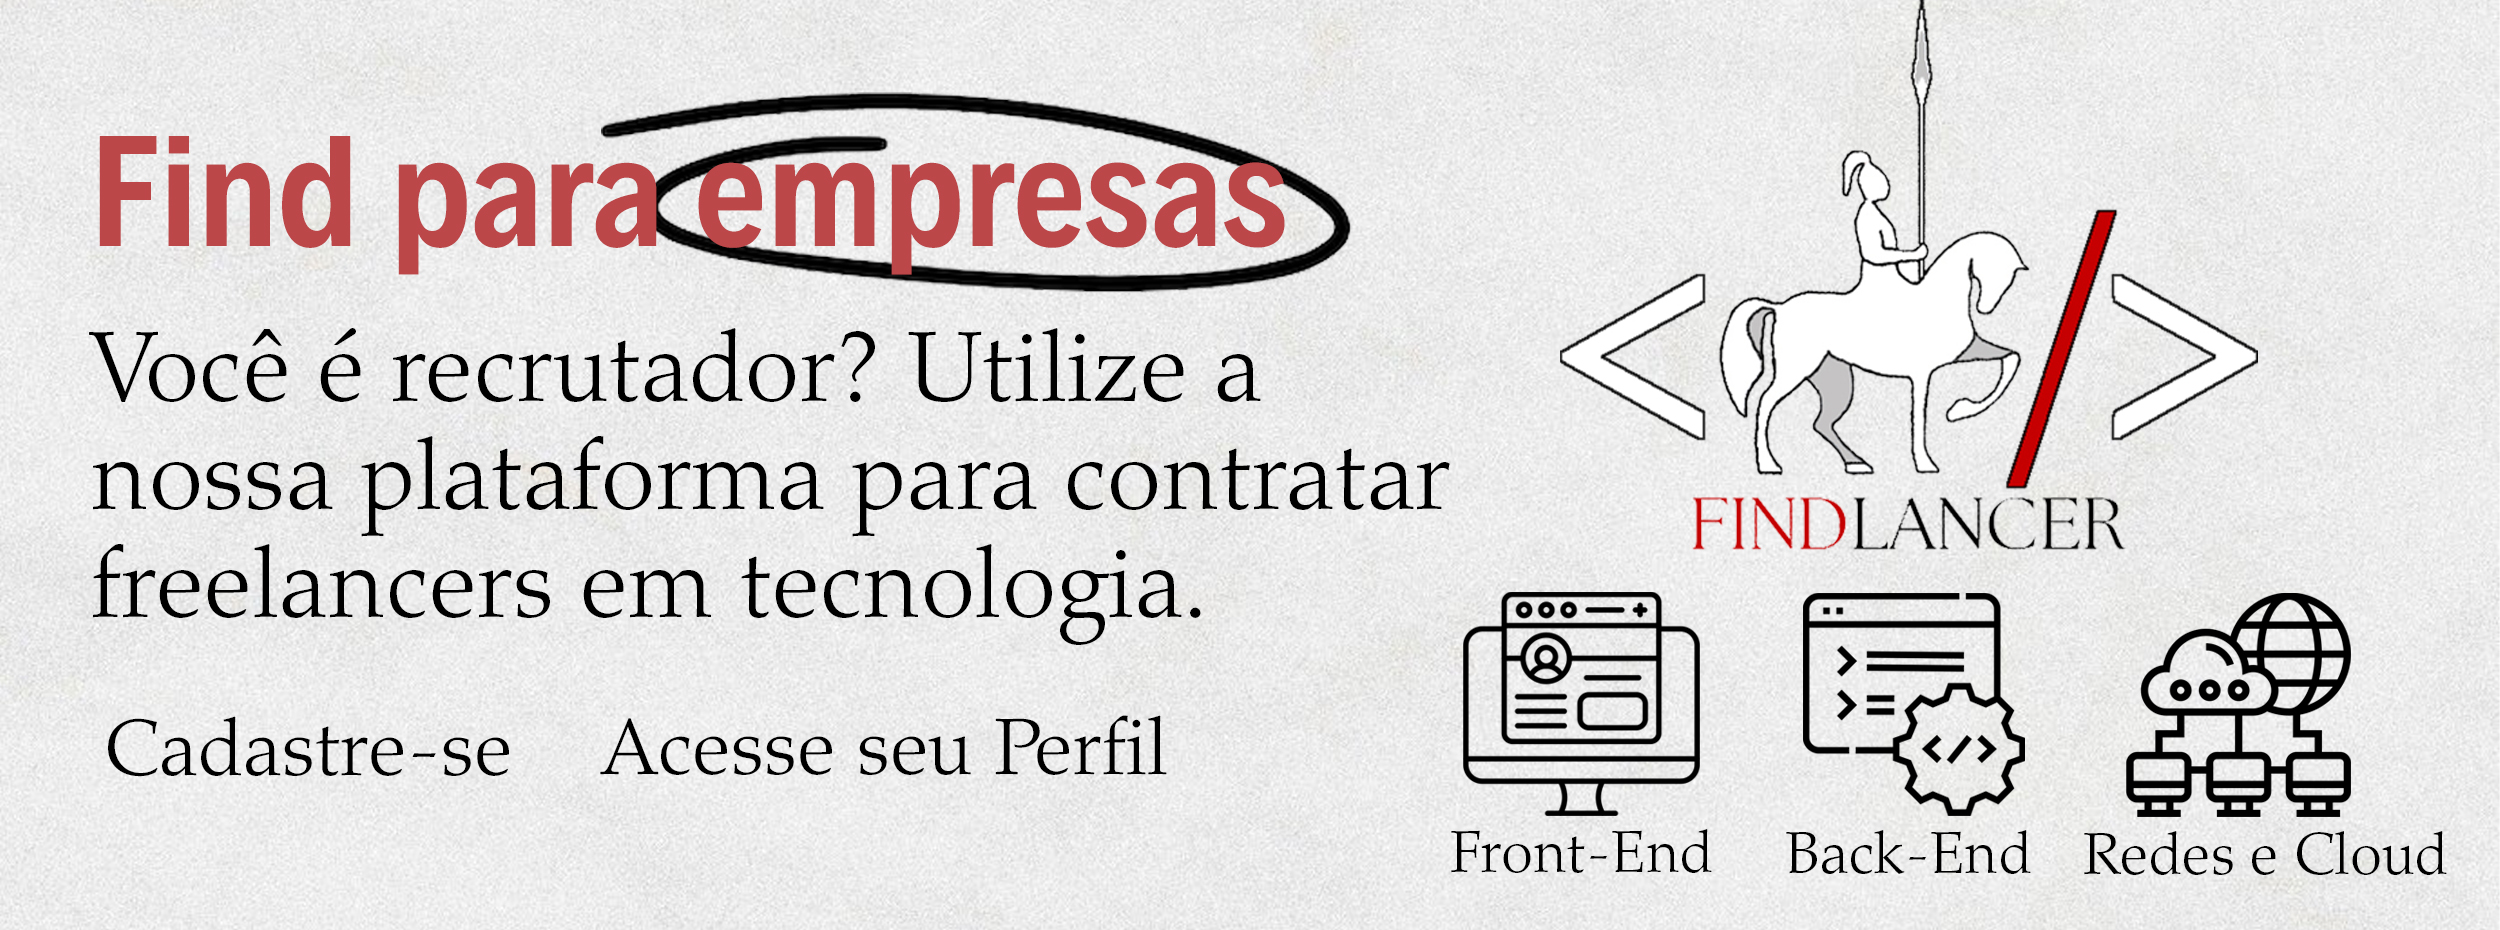 Find para empresas
Você é recrutador? Utilize a
nossa plataforma para contratar
freelancers em tecnologia.
Cadastre-se
Acesse seu Perfil
FINDLANCER
Front-End
Back-End
Redes e Cloud